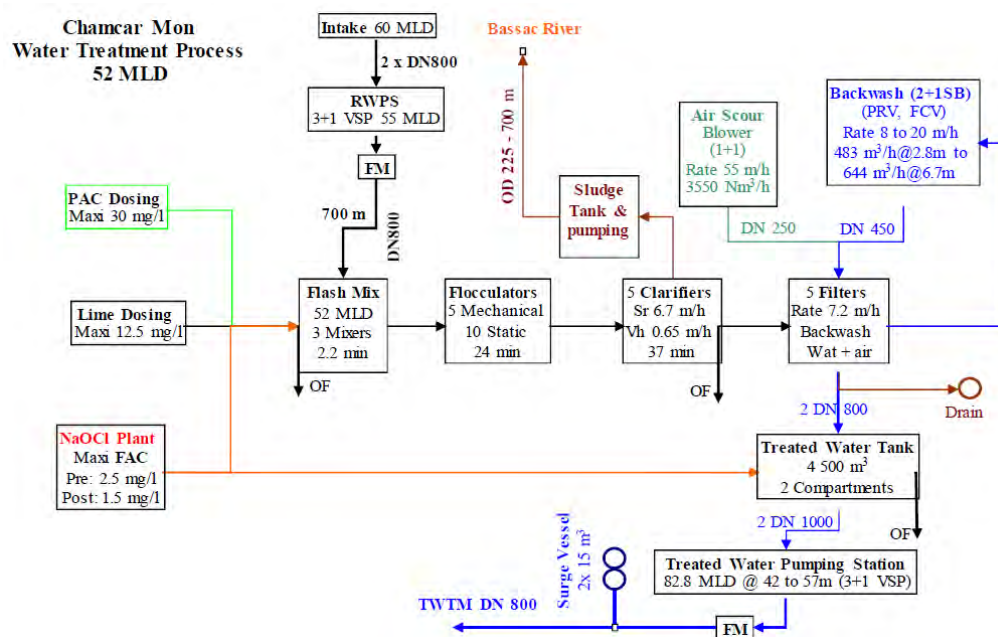 Chamcar Mon
Water Treatment Process
52 MLD
Intake 60 MLD
2 x DN800
RWPS
3+1 VSP 55 MLD
FM
700 m
DN800
Bassac River
OD 225 - 700 m
Sludge
Tank &
pumping
Air Scour
Blower
(1+1)
Rate 55 m/h
3550 Nm³/h
DN 250
Backwash (2+1SB)
(PRV, FCV)
Rate 8 to 20 m/h
483 m³/h@2.8m to
644 m³/h@6.7m
DN 450
PAC Dosing
Maxi 30 mg/l
Lime Dosing
Maxi 12.5 mg/l
Flash Mix
52 MLD
3 Mixers
2.2 min
OF
Flocculators
5 Mechanical
10 Static
24 min
5 Clarifiers
Sr 6.7 m/h
Vh 0.65 m/h
37 min
OF
5 Filters
Rate 7.2 m/h
Backwash
Wat + air
2 DN 800
Drain
NaOCl Plant
Maxi FAC
Pre: 2.5 mg/l
Post: 1.5 mg/l
Treated Water Tank
4 500 m³
2 Compartments
OF
2 DN 1000
Treated Water Pumping Station
82.8 MLD @ 42 to 57m (3+1 VSP)
Surge Vessel
2x 15 m³
TWTM DN 800
FM